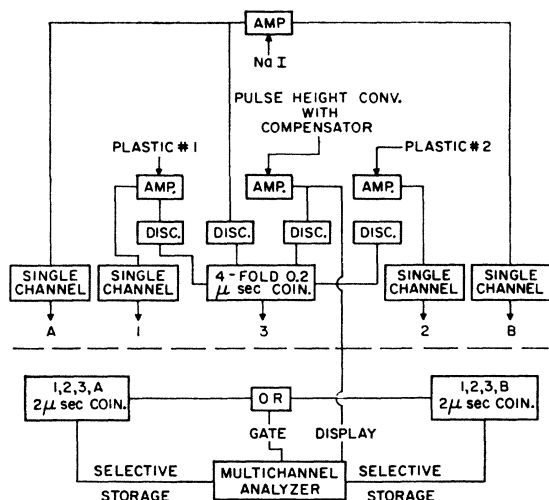 AMP
Na I
PULSE HEIGHT CONV.
WITH
COMPENSATOR
PLASTIC # 1
PLASTIC #2
AMP.
AMP.
AMP.
DISC.
DISC.
DISC.
DISC.
SINGLE
CHANNEL
SINGLE
CHANNEL
4 - FOLD 0.2
μ sec COIN.
SINGLE
CHANNEL
SINGLE
CHANNEL
A
1
3
2
B
1,2,3, A
2μ sec COIN.
OR
1,2,3,B
2μ sec COIN.
GATE
DISPLAY
SELECTIVE
STORAGE
MULTICHANNEL
ANALYZER
SELECTIVE
STORAGE